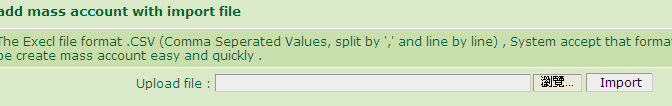 add mass account with import file
The Execl file format .CSV (Comma Seperated Values, split by ',' and line by line) , System accept that format
be create mass account easy and quickly .
Upload file :
瀏覽...
Import